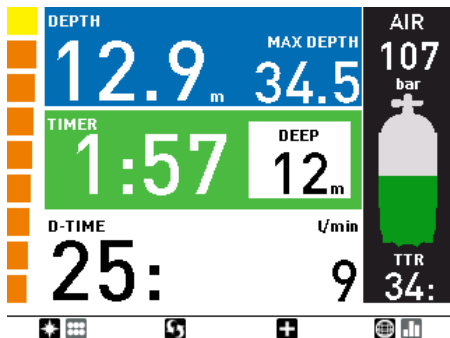 DEPTH
12.9 m
MAX DEPTH
34.5
AIR
107
bar
TIMER
1:57
DEEP
12 m
D-TIME
25:
ℓ/min
9
TTR
34: